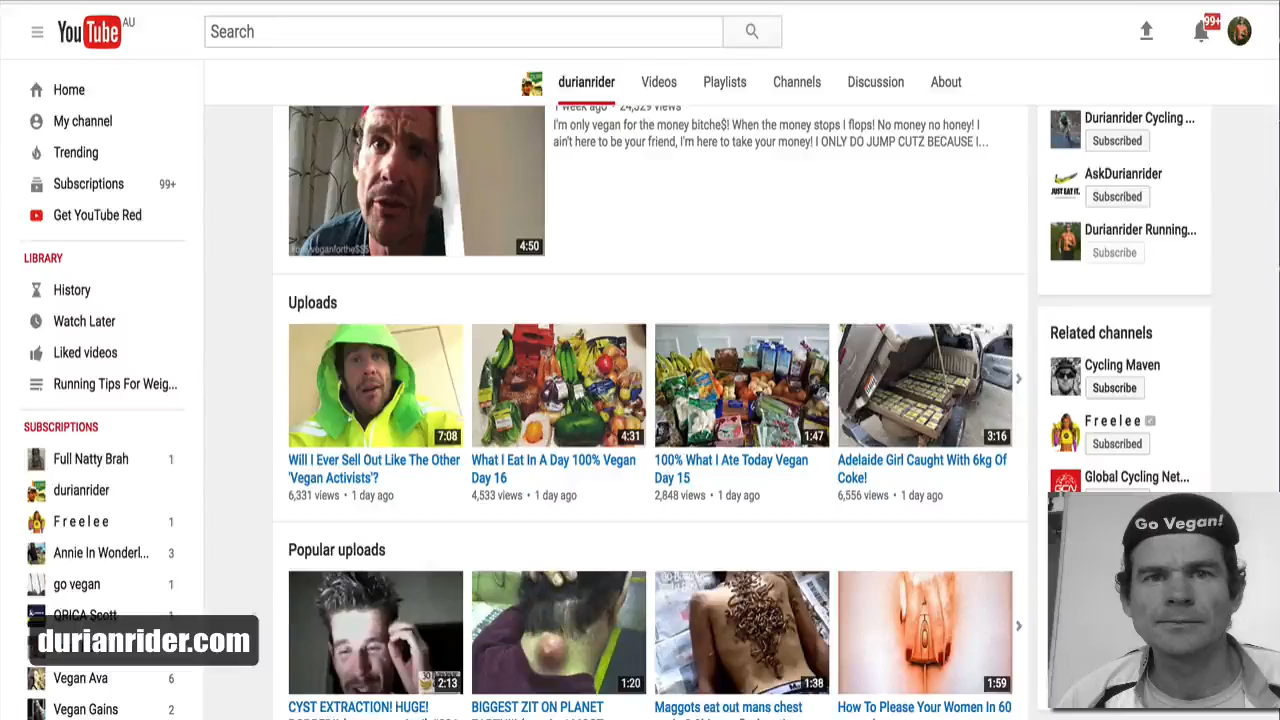 YouTube AU
Search
99+
durianrider Videos Playlists Channels Discussion About
Home
My channel
Trending
Subscriptions 99+
Get YouTube Red
LIBRARY
History
Watch Later
Liked videos
Running Tips For Weig...
SUBSCRIPTIONS
Full Natty Brah 1
durianrider
F r e e l e e 1
Annie In Wonderl... 3
go vegan 1
durianrider.com
Vegan Ava 6
Vegan Gains 2
1 week ago • 24,529 views
I'm only vegan for the money bitche$! When the money stops I flops! No money no honey! I
ain't here to be your friend, I'm here to take your money! I ONLY DO JUMP CUTZ BECAUSE I...
4:50
Uploads
7:08
4:31
1:47
3:16
Will I Ever Sell Out Like The Other
'Vegan Activists'?
6,331 views • 1 day ago
What I Eat In A Day 100% Vegan
Day 16
4,533 views • 1 day ago
100% What I Ate Today Vegan
Day 15
2,848 views • 1 day ago
Adelaide Girl Caught With 6kg Of
Coke!
6,556 views • 1 day ago
Popular uploads
2:13
1:20
1:38
1:59
CYST EXTRACTION! HUGE!
BIGGEST ZIT ON PLANET
Maggots eat out mans chest
How To Please Your Women In 60
Durianrider Cycling ...
Subscribed
JUST EAT IT.
AskDurianrider
Subscribed
Durianrider Running...
Subscribe
Related channels
Cycling Maven
Subscribe
F r e e l e e
Subscribed
GCN
Global Cycling Net...
Go Vegan!